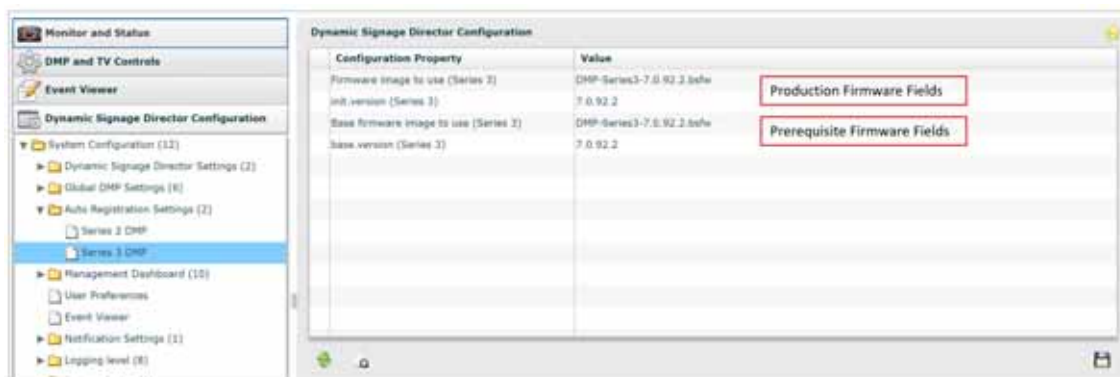 Monitor and Status
DMP and TV Controls
Event Viewer
Dynamic Signage Director Configuration
System Configuration (12)
Dynamic Signage Director Settings (2)
Global DMP Settings (6)
Auto Registration Settings (2)
Series 2 DMP
Series 3 DMP
Management Dashboard (10)
User Preferences
Event Viewer
Notification Settings (1)
Logging level (8)
Dynamic Signage Director Configuration
Configuration Property Value
Firmware image to use (Series 3) DMP-Series3-7.0.92.2.bsfw
init.version (Series 3) 7.0.92.2
Base firmware image to use (Series 3) DMP-Series3-7.0.92.2.bsfw
base.version (Series 3) 7.0.92.2
Production Firmware Fields
Prerequisite Firmware Fields